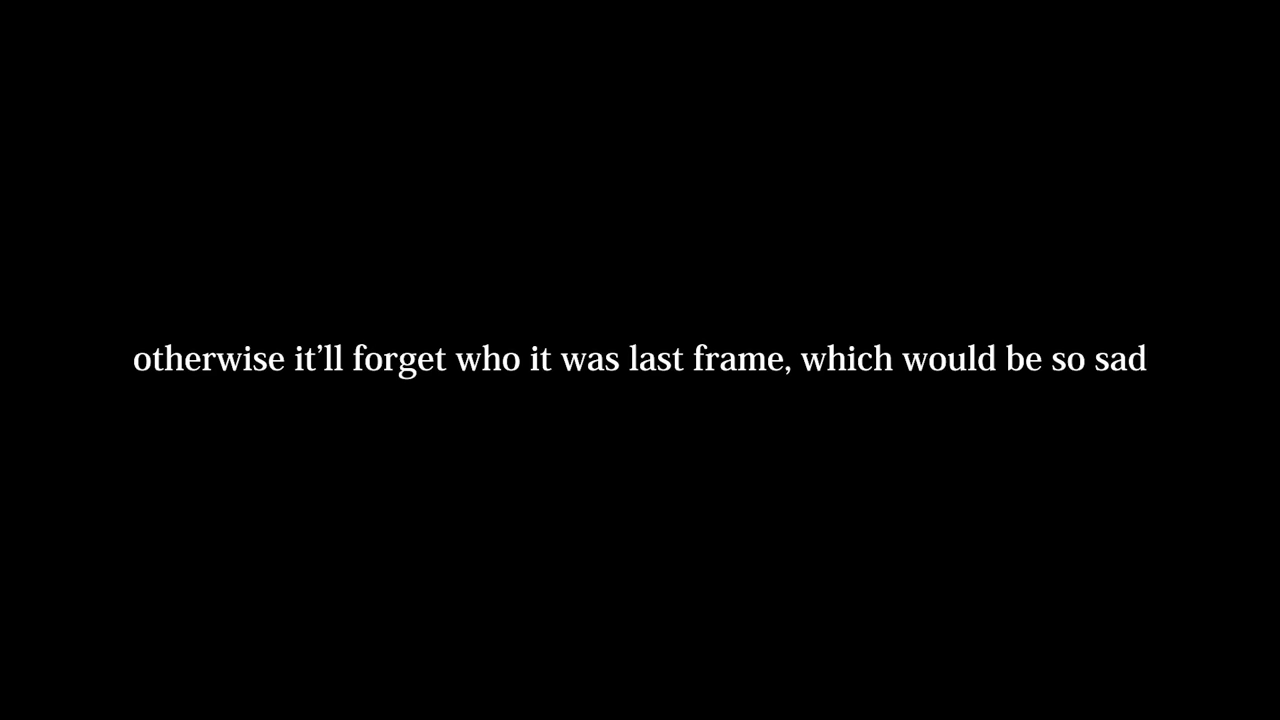 otherwise it’ll forget who it was last frame, which would be so sad